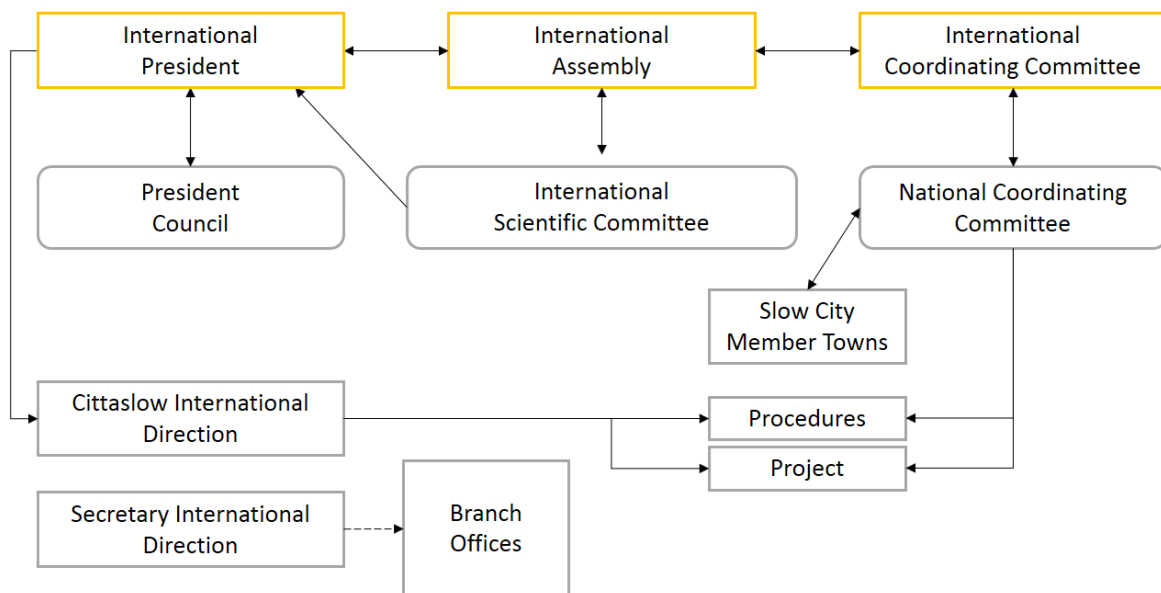 International
President
International
Assembly
International
Coordinating Committee
President
Council
International
Scientific Committee
National Coordinating
Committee
Slow City
Member Towns
Cittaslow International
Direction
Procedures
Project
Secretary International
Direction
Branch
Offices